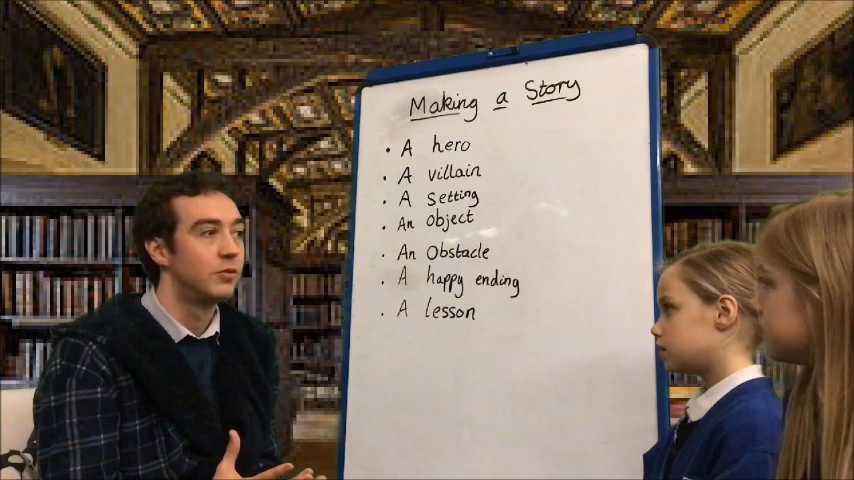 Making a Story
• A hero
• A villain
• A setting
• An object
• An Obstacle
• A happy ending
• A lesson